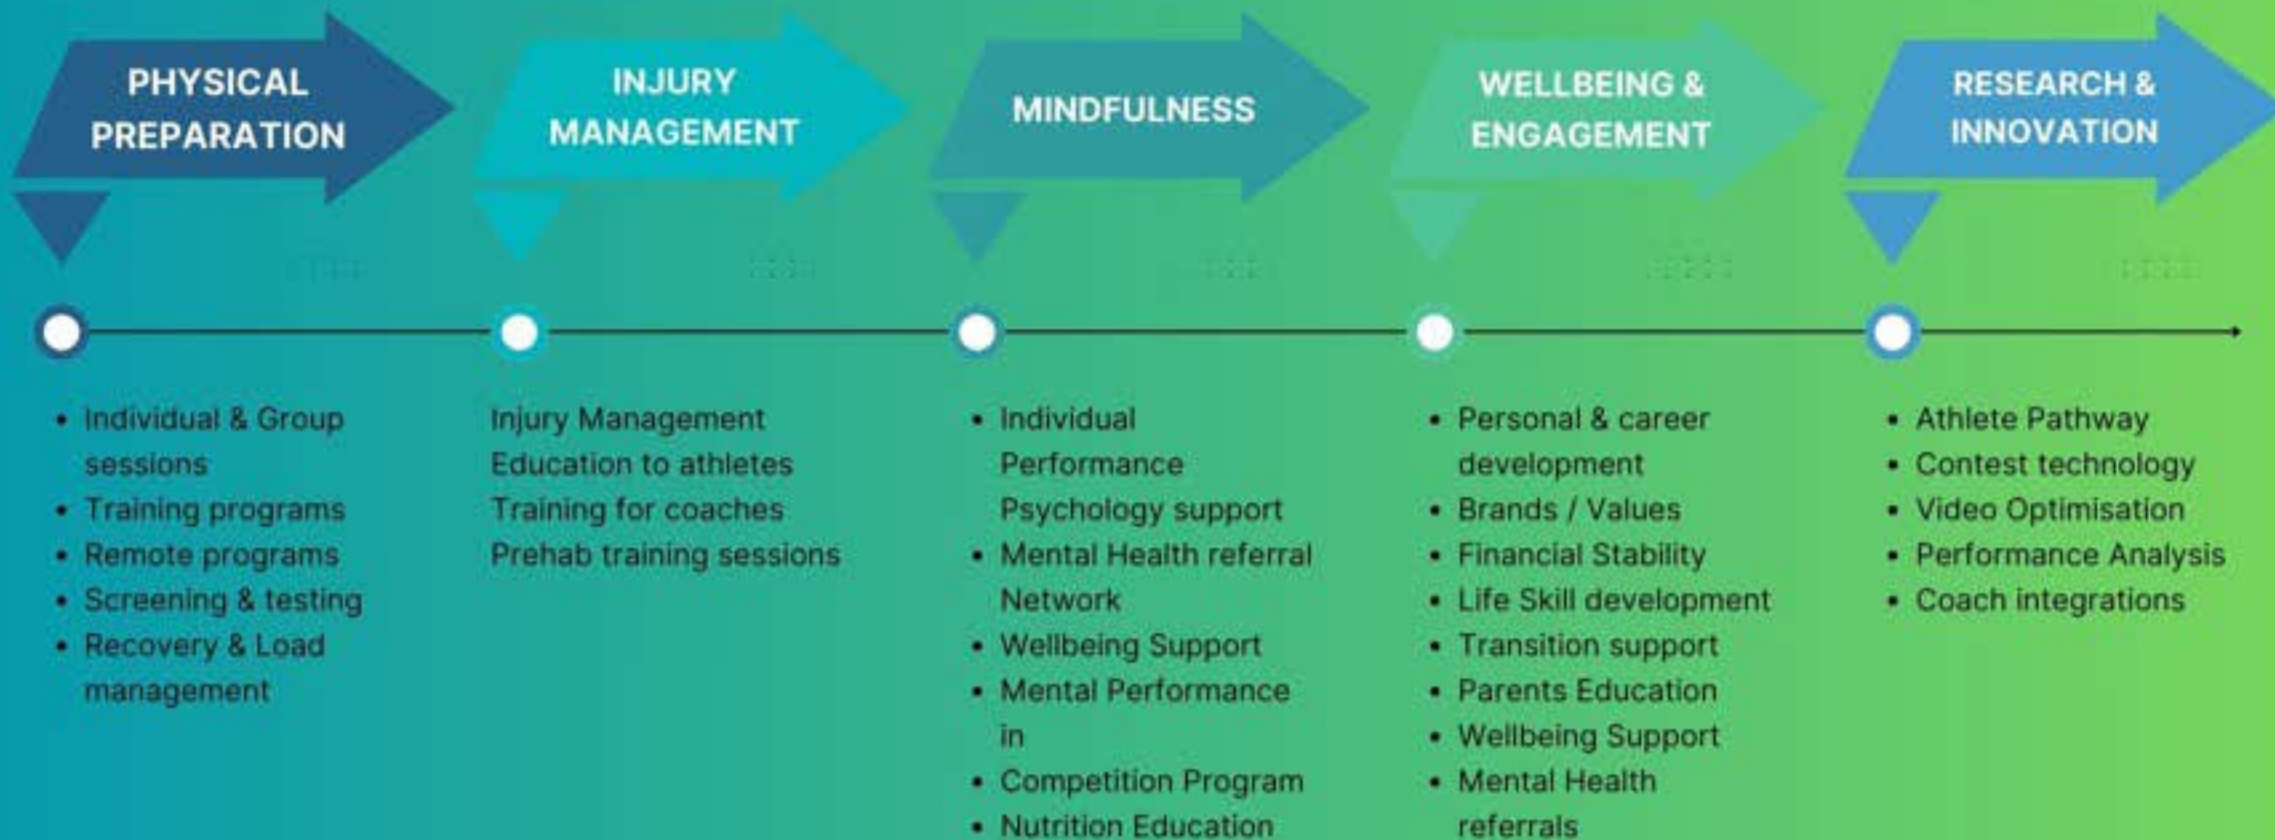 PHYSICAL
PREPARATION
INJURY
MANAGEMENT
MINDFULNESS
WELLBEING &
ENGAGEMENT
RESEARCH &
INNOVATION
• Individual & Group
sessions
• Training programs
• Remote programs
• Screening & testing
• Recovery & Load
management
Injury Management
Education to athletes
Training for coaches
Prehab training sessions
• Individual
Performance
Psychology support
• Mental Health referral
Network
• Wellbeing Support
• Mental Performance
in
• Competition Program
• Nutrition Education
• Personal & career
development
• Brands / Values
• Financial Stability
• Life Skill development
• Transition support
• Parents Education
• Wellbeing Support
• Mental Health
referrals
• Athlete Pathway
• Contest technology
• Video Optimisation
• Performance Analysis
• Coach integrations